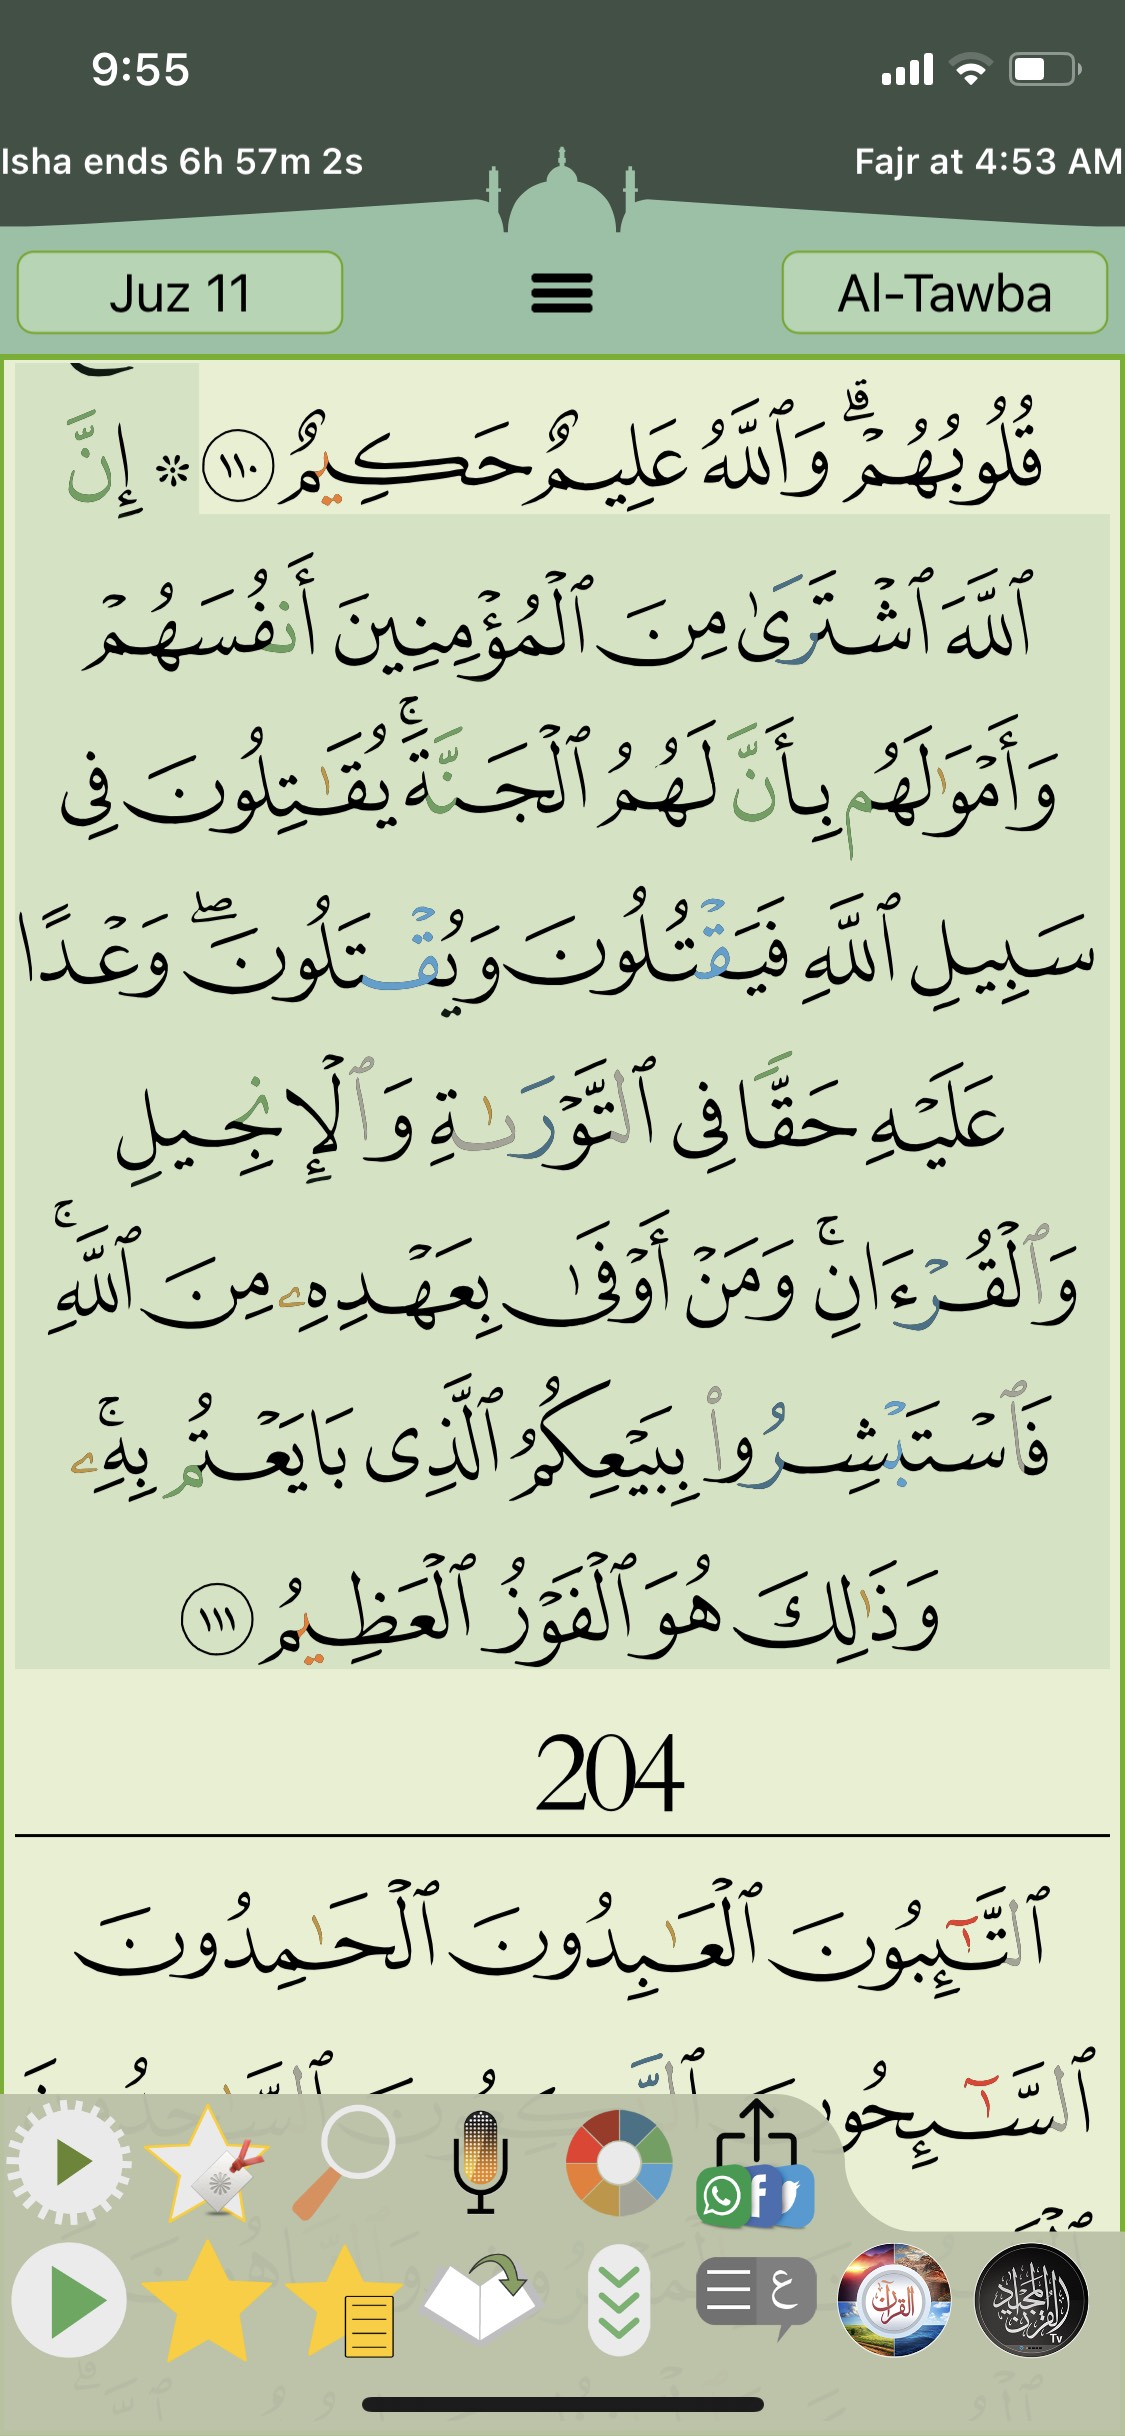 9:55
Isha ends 6h 57m 2s
Fajr at 4:53 AM
Juz 11
Al-Tawba
قُلُوبُهُمْ ۗ وَٱللَّهُ عَلِيمٌ حَكِيمٌ ١١٠ ۞ إِنَّ
ٱللَّهَ ٱشْتَرَىٰ مِنَ ٱلْمُؤْمِنِينَ أَنفُسَهُمْ
وَأَمْوَٰلَهُم بِأَنَّ لَهُمُ ٱلْجَنَّةَ ۚ يُقَـٰتِلُونَ فِى
سَبِيلِ ٱللَّهِ فَيَقْتُلُونَ وَيُقْتَلُونَ ۖ وَعْدًا
عَلَيْهِ حَقًّا فِى ٱلتَّوْرَىٰةِ وَٱلْإِنجِيلِ
وَٱلْقُرْءَانِ ۚ وَمَنْ أَوْفَىٰ بِعَهْدِهِۦ مِنَ ٱللَّهِ ۚ
فَٱسْتَبْشِرُوا۟ بِبَيْعِكُمُ ٱلَّذِى بَايَعْتُم بِهِۦ ۚ
وَذَٰلِكَ هُوَ ٱلْفَوْزُ ٱلْعَظِيمُ ١١١
204
ٱلتَّـٰٓئِبُونَ ٱلْعَـٰبِدُونَ ٱلْحَـٰمِدُونَ
ٱلسَّـٰٓئِحُونَ
ع
القرآن
القرآن المجيد
Tv